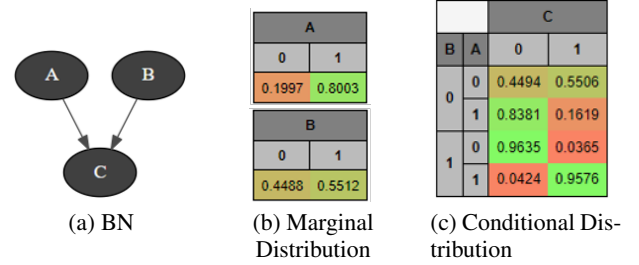 A
B
C
(a) BN
A
0 1
0.1997 0.8003
B
0 1
0.4488 0.5512
(b) Marginal
Distribution
C
B A 0 1
0 0 0.4494 0.5506
1 0.8381 0.1619
1 0 0.9635 0.0365
1 0.0424 0.9576
(c) Conditional Dis-
tribution